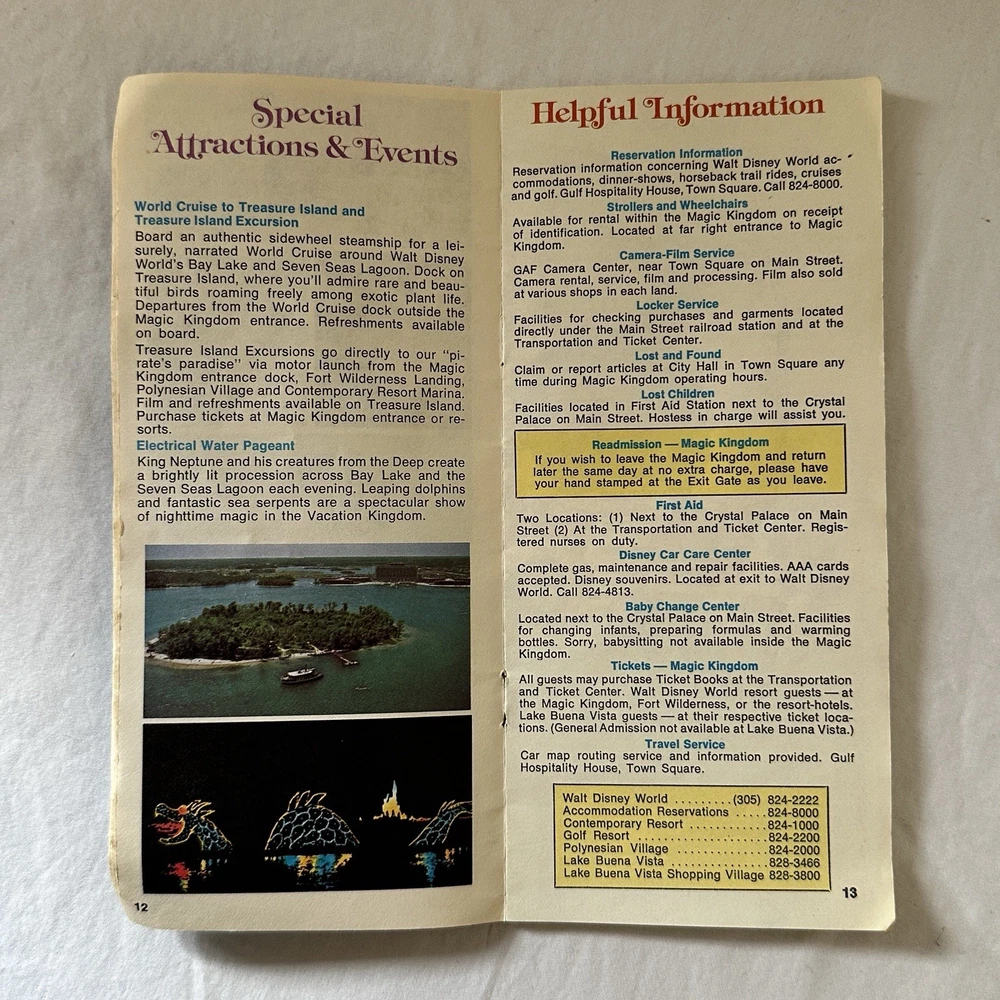 Special
Attractions & Events
World Cruise to Treasure Island and
Treasure Island Excursion
Board an authentic sidewheel steamship for a lei-
surely, narrated World Cruise around Walt Disney
World's Bay Lake and Seven Seas Lagoon. Dock on
Treasure Island, where you'll admire rare and beau-
tiful birds roaming freely among exotic plant life.
Departures from the World Cruise dock outside the
Magic Kingdom entrance. Refreshments available
on board.
Treasure Island Excursions go directly to our "pi-
rate's paradise" via motor launch from the Magic
Kingdom entrance dock, Fort Wilderness Landing,
Polynesian Village and Contemporary Resort Marina.
Film and refreshments available on Treasure Island.
Purchase tickets at Magic Kingdom entrance or re-
sorts.
Electrical Water Pageant
King Neptune and his creatures from the Deep create
a brightly lit procession across Bay Lake and the
Seven Seas Lagoon each evening. Leaping dolphins
and fantastic sea serpents are a spectacular show
of nighttime magic in the Vacation Kingdom.
12
Helpful Information
Reservation Information
Reservation information concerning Walt Disney World ac-
commodations, dinner-shows, horseback trail rides, cruises
and golf. Gulf Hospitality House, Town Square. Call 824-8000.
Strollers and Wheelchairs
Available for rental within the Magic Kingdom on receipt
of identification. Located at far right entrance to Magic
Kingdom.
Camera-Film Service
GAF Camera Center, near Town Square on Main Street.
Camera rental, service, film and processing. Film also sold
at various shops in each land.
Locker Service
Facilities for checking purchases and garments located
directly under the Main Street railroad station and at the
Transportation and Ticket Center.
Lost and Found
Claim or report articles at City Hall in Town Square any
time during Magic Kingdom operating hours.
Lost Children
Facilities located in First Aid Station next to the Crystal
Palace on Main Street. Hostess in charge will assist you.
Readmission — Magic Kingdom
If you wish to leave the Magic Kingdom and return
later the same day at no extra charge, please have
your hand stamped at the Exit Gate as you leave.
First Aid
Two Locations: (1) Next to the Crystal Palace on Main
Street (2) At the Transportation and Ticket Center. Regis-
tered nurses on duty.
Disney Car Care Center
Complete gas, maintenance and repair facilities. AAA cards
accepted. Disney souvenirs. Located at exit to Walt Disney
World. Call 824-4813.
Baby Change Center
Located next to the Crystal Palace on Main Street. Facilities
for changing infants, preparing formulas and warming
bottles. Sorry, babysitting not available inside the Magic
Kingdom.
Tickets — Magic Kingdom
All guests may purchase Ticket Books at the Transportation
and Ticket Center. Walt Disney World resort guests — at
the Magic Kingdom, Fort Wilderness, or the resort-hotels.
Lake Buena Vista guests — at their respective ticket loca-
tions. (General Admission not available at Lake Buena Vista.)
Travel Service
Car map routing service and information provided. Gulf
Hospitality House, Town Square.
Walt Disney World .........(305) 824-2222
Accommodation Reservations .....824-8000
Contemporary Resort ............824-1000
Golf Resort ....................824-2200
Polynesian Village ..............824-2000
Lake Buena Vista ...............828-3466
Lake Buena Vista Shopping Village 828-3800
13